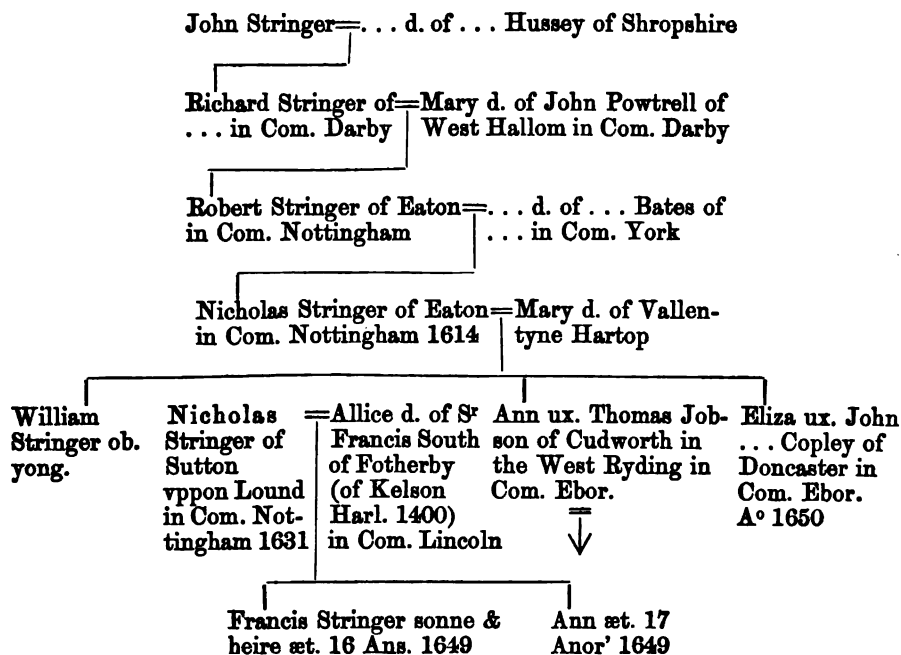 John Stringer=... d. of ... Hussey of Shropshire
Richard Stringer of=Mary d. of John Powtrell of
... in Com. Darby West Hallom in Com. Darby
Robert Stringer of Eaton=... d. of ... Bates of
in Com. Nottingham ... in Com. York
Nicholas Stringer of Eaton=Mary d. of Vallen-
in Com. Nottingham 1614 tyne Hartop
William
Stringer ob.
yong.
Nicholas
Stringer of
Sutton
vppon Lound
in Com. Not-
tingham 1631
=Allice d. of Sr
Francis South
of Fotherby
(of Kelson
Harl. 1400)
in Com. Lincoln
Ann ux. Thomas Job-
son of Cudworth in
the West Ryding in
Com. Ebor.
=
Eliza ux. John
... Copley of
Doncaster in
Com. Ebor.
Ao 1650
Francis Stringer sonne &
heire æt. 16 Ans. 1649
Ann æt. 17
Anor' 1649